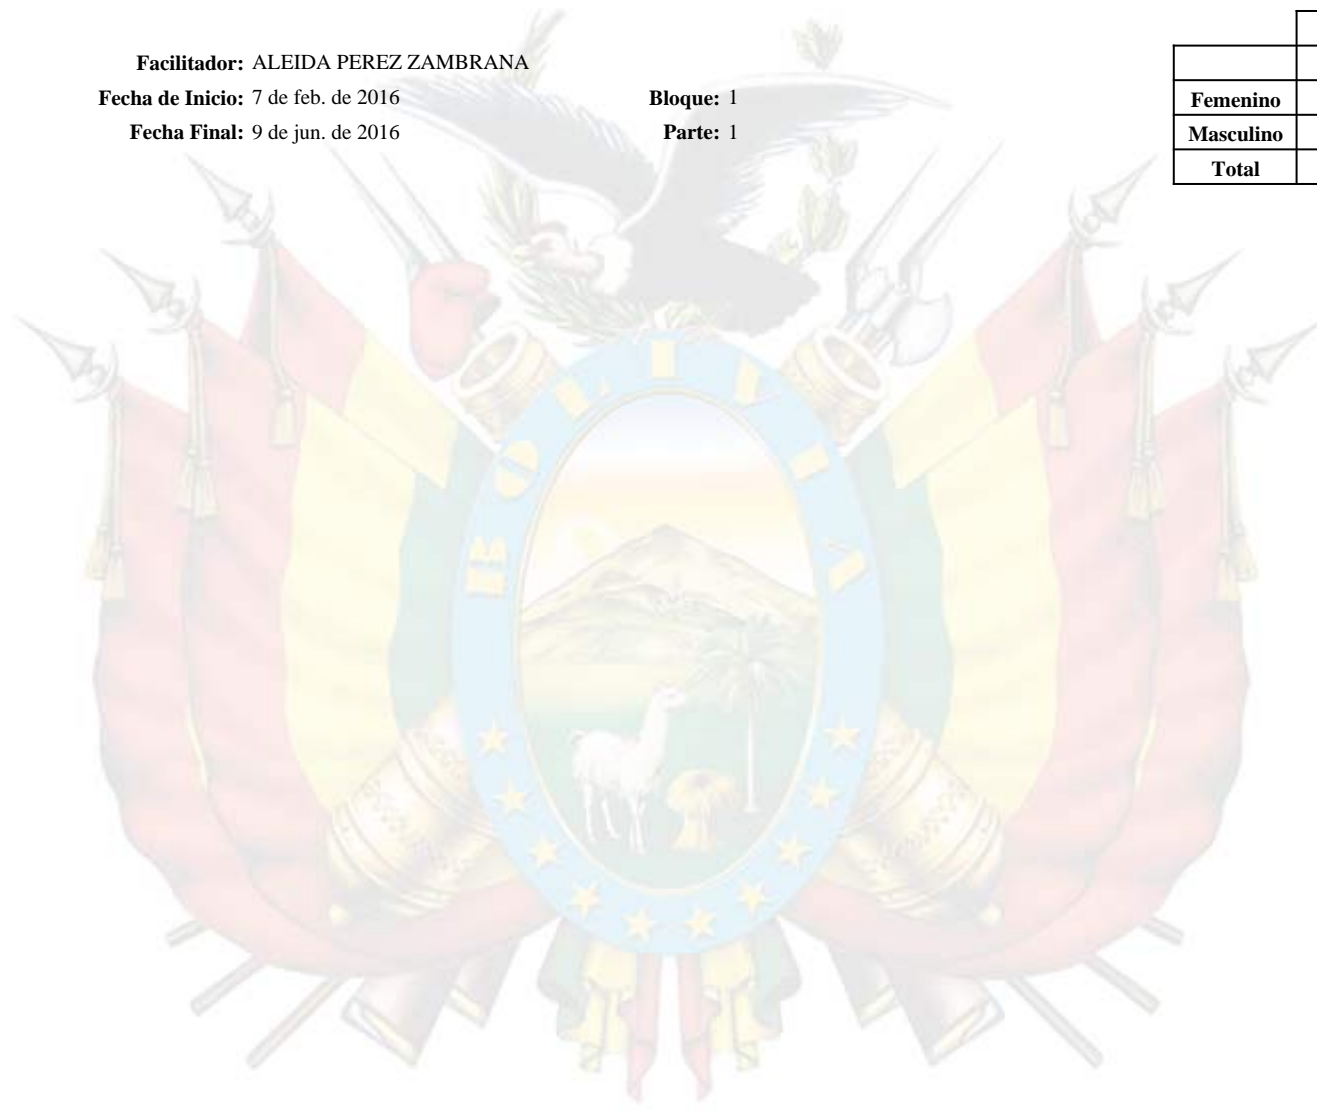 Facilitador: ALEIDA PEREZ ZAMBRANA
Fecha de Inicio: 7 de feb. de 2016 Bloque: 1
Fecha Final: 9 de jun. de 2016 Parte: 1
Femenino
Masculino
Total
BOLIVIA